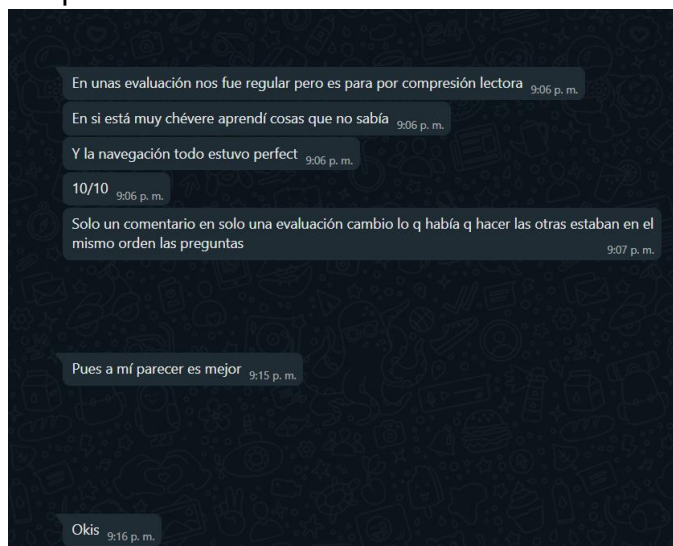 En unas evaluación nos fue regular pero es para por compresión lectora 9:06 p. m.
En si está muy chévere aprendí cosas que no sabía 9:06 p. m.
Y la navegación todo estuvo perfect 9:06 p. m.
10/10 9:06 p. m.
Solo un comentario en solo una evaluación cambio lo q había q hacer las otras estaban en el
mismo orden las preguntas 9:07 p. m.
Pues a mí parecer es mejor 9:15 p. m.
Okis 9:16 p. m.